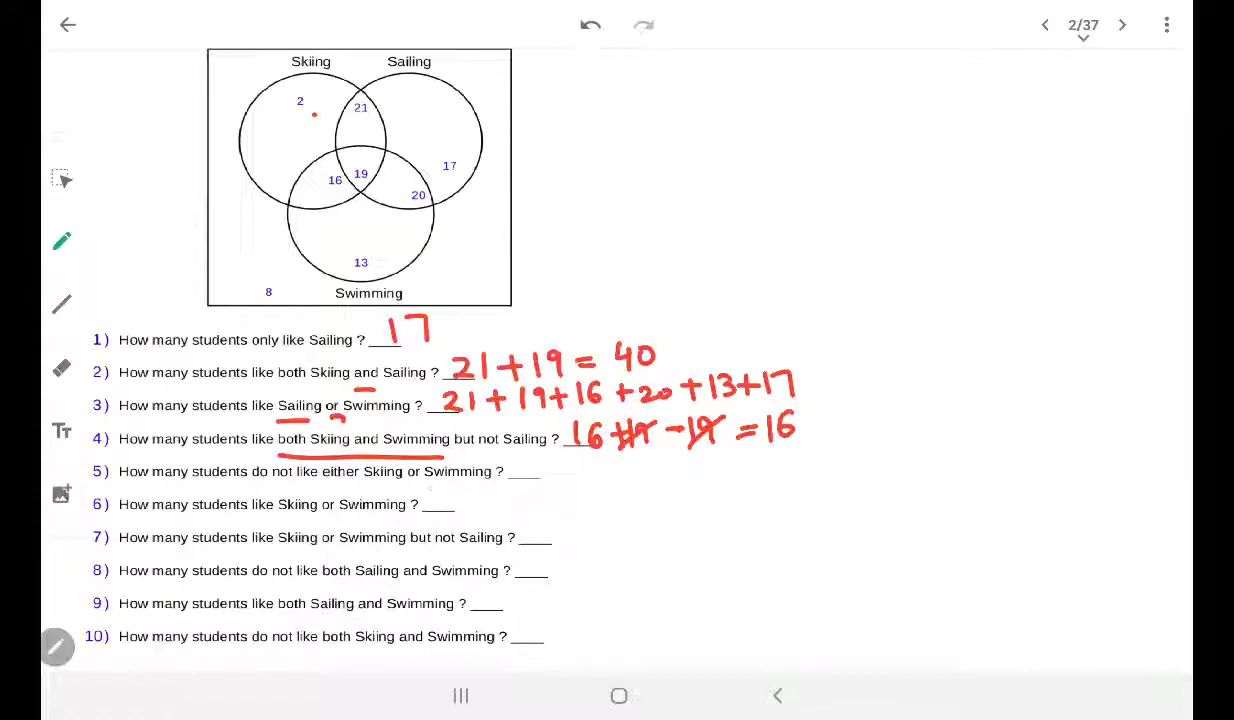 2/37
Skiing Sailing
2 21
17
16 19
20
13
8 Swimming
1) How many students only like Sailing ? ____ 17
2) How many students like both Skiing and Sailing ? ____ 21 + 19 = 40
3) How many students like Sailing or Swimming ? ____ 21 + 19 + 16 + 20 + 13 + 17
4) How many students like both Skiing and Swimming but not Sailing ? ____ 16 + 19 - 19 = 16
5) How many students do not like either Skiing or Swimming ? ____
6) How many students like Skiing or Swimming ? ____
7) How many students like Skiing or Swimming but not Sailing ? ____
8) How many students do not like both Sailing and Swimming ? ____
9) How many students like both Sailing and Swimming ? ____
10) How many students do not like both Skiing and Swimming ? ____
TT